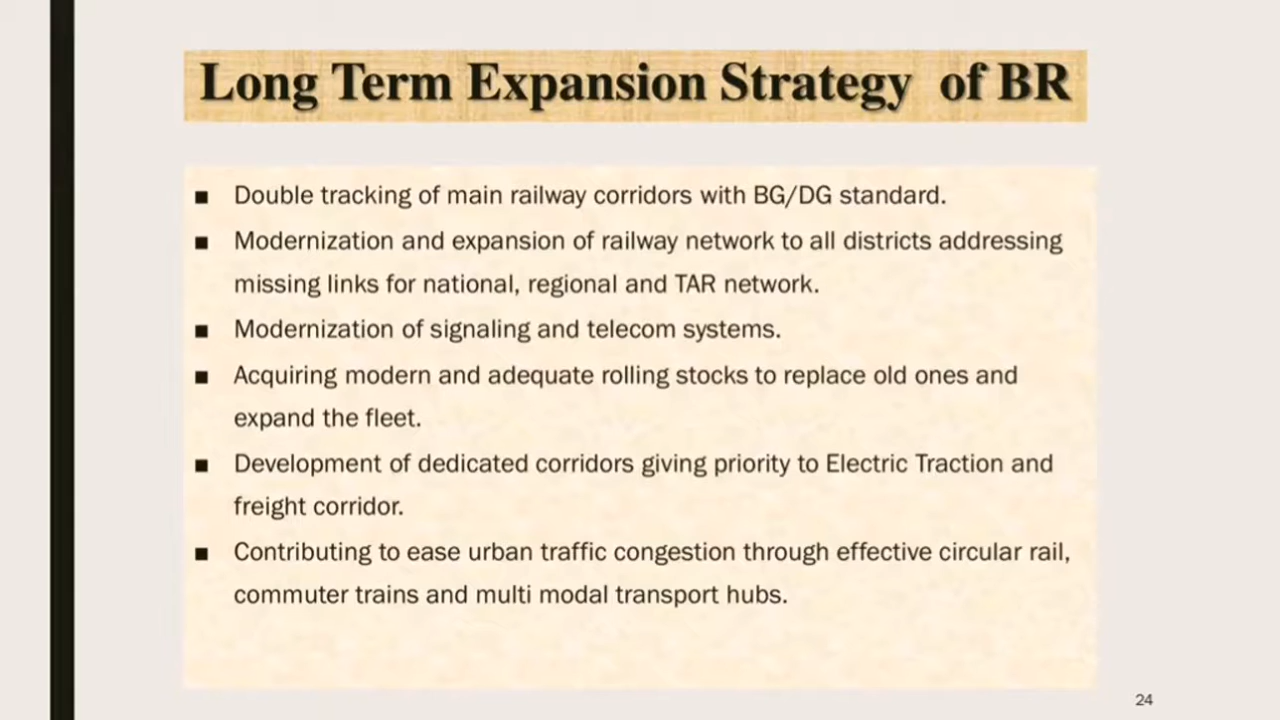 Long Term Expansion Strategy of BR
■ Double tracking of main railway corridors with BG/DG standard.
■ Modernization and expansion of railway network to all districts addressing
missing links for national, regional and TAR network.
■ Modernization of signaling and telecom systems.
■ Acquiring modern and adequate rolling stocks to replace old ones and
expand the fleet.
■ Development of dedicated corridors giving priority to Electric Traction and
freight corridor.
■ Contributing to ease urban traffic congestion through effective circular rail,
commuter trains and multi modal transport hubs.
24